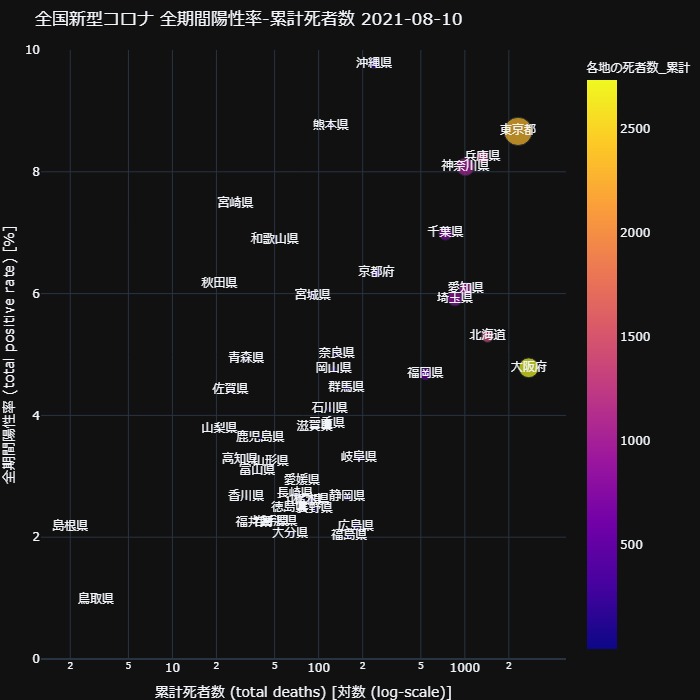 全国新型コロナ 全期間陽性率-累計死者数 2021-08-10
各地の死者数_累計
10
8
6
4
2
0
全期間陽性率 (total positive rate) [%]
沖縄県
熊本県
東京都
兵庫県
神奈川県
宮崎県
千葉県
和歌山県
京都府
秋田県
愛知県
宮城県
埼玉県
北海道
奈良県
青森県
岡山県
大阪府
福岡県
群馬県
佐賀県
石川県
三重県
滋賀県
山梨県
鹿児島県
岐阜県
高知県
山形県
富山県
愛媛県
長崎県
香川県
静岡県
徳島県
長野県
福井県
島根県
広島県
大分県
福島県
鳥取県
2500
2000
1500
1000
500
2 5 10 2 5 100 2 5 1000 2
累計死者数 (total deaths) [対数 (log-scale)]